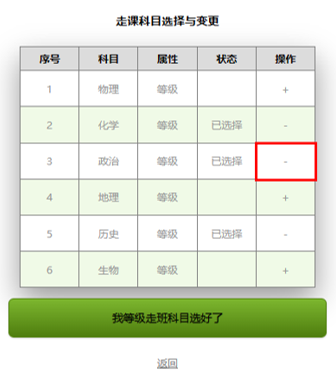 走课科目选择与变更
序号 科目 属性 状态 操作
1 物理 等级 +
2 化学 等级 已选择 -
3 政治 等级 已选择 -
4 地理 等级 +
5 历史 等级 已选择 -
6 生物 等级 +
我等级走班科目选好了
返回